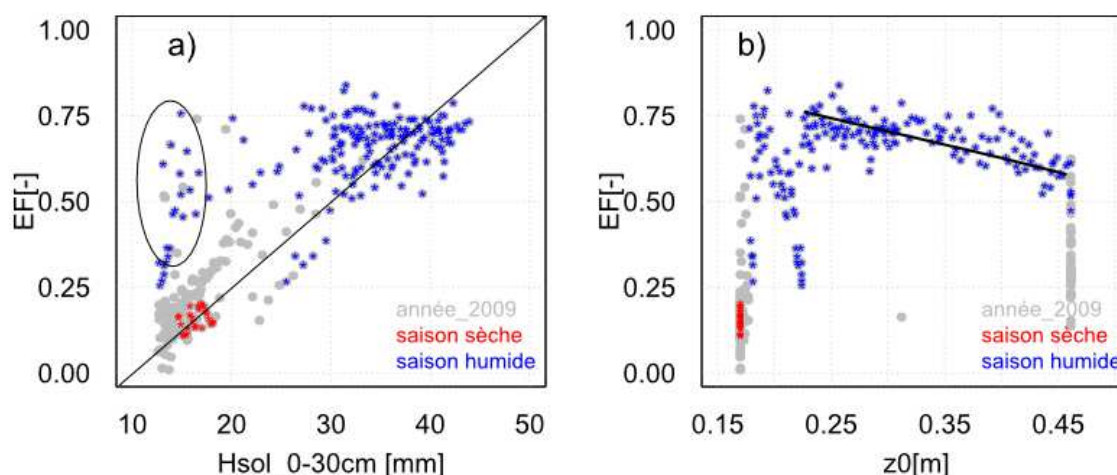 a)
1.00
0.75
0.50
0.25
0.00
EF[-]
année_2009
saison sèche
saison humide
10 20 30 40 50
Hsol 0-30cm [mm]
b)
1.00
0.75
0.50
0.25
0.00
EF[-]
année_2009
saison sèche
saison humide
0.15 0.25 0.35 0.45
z0[m]